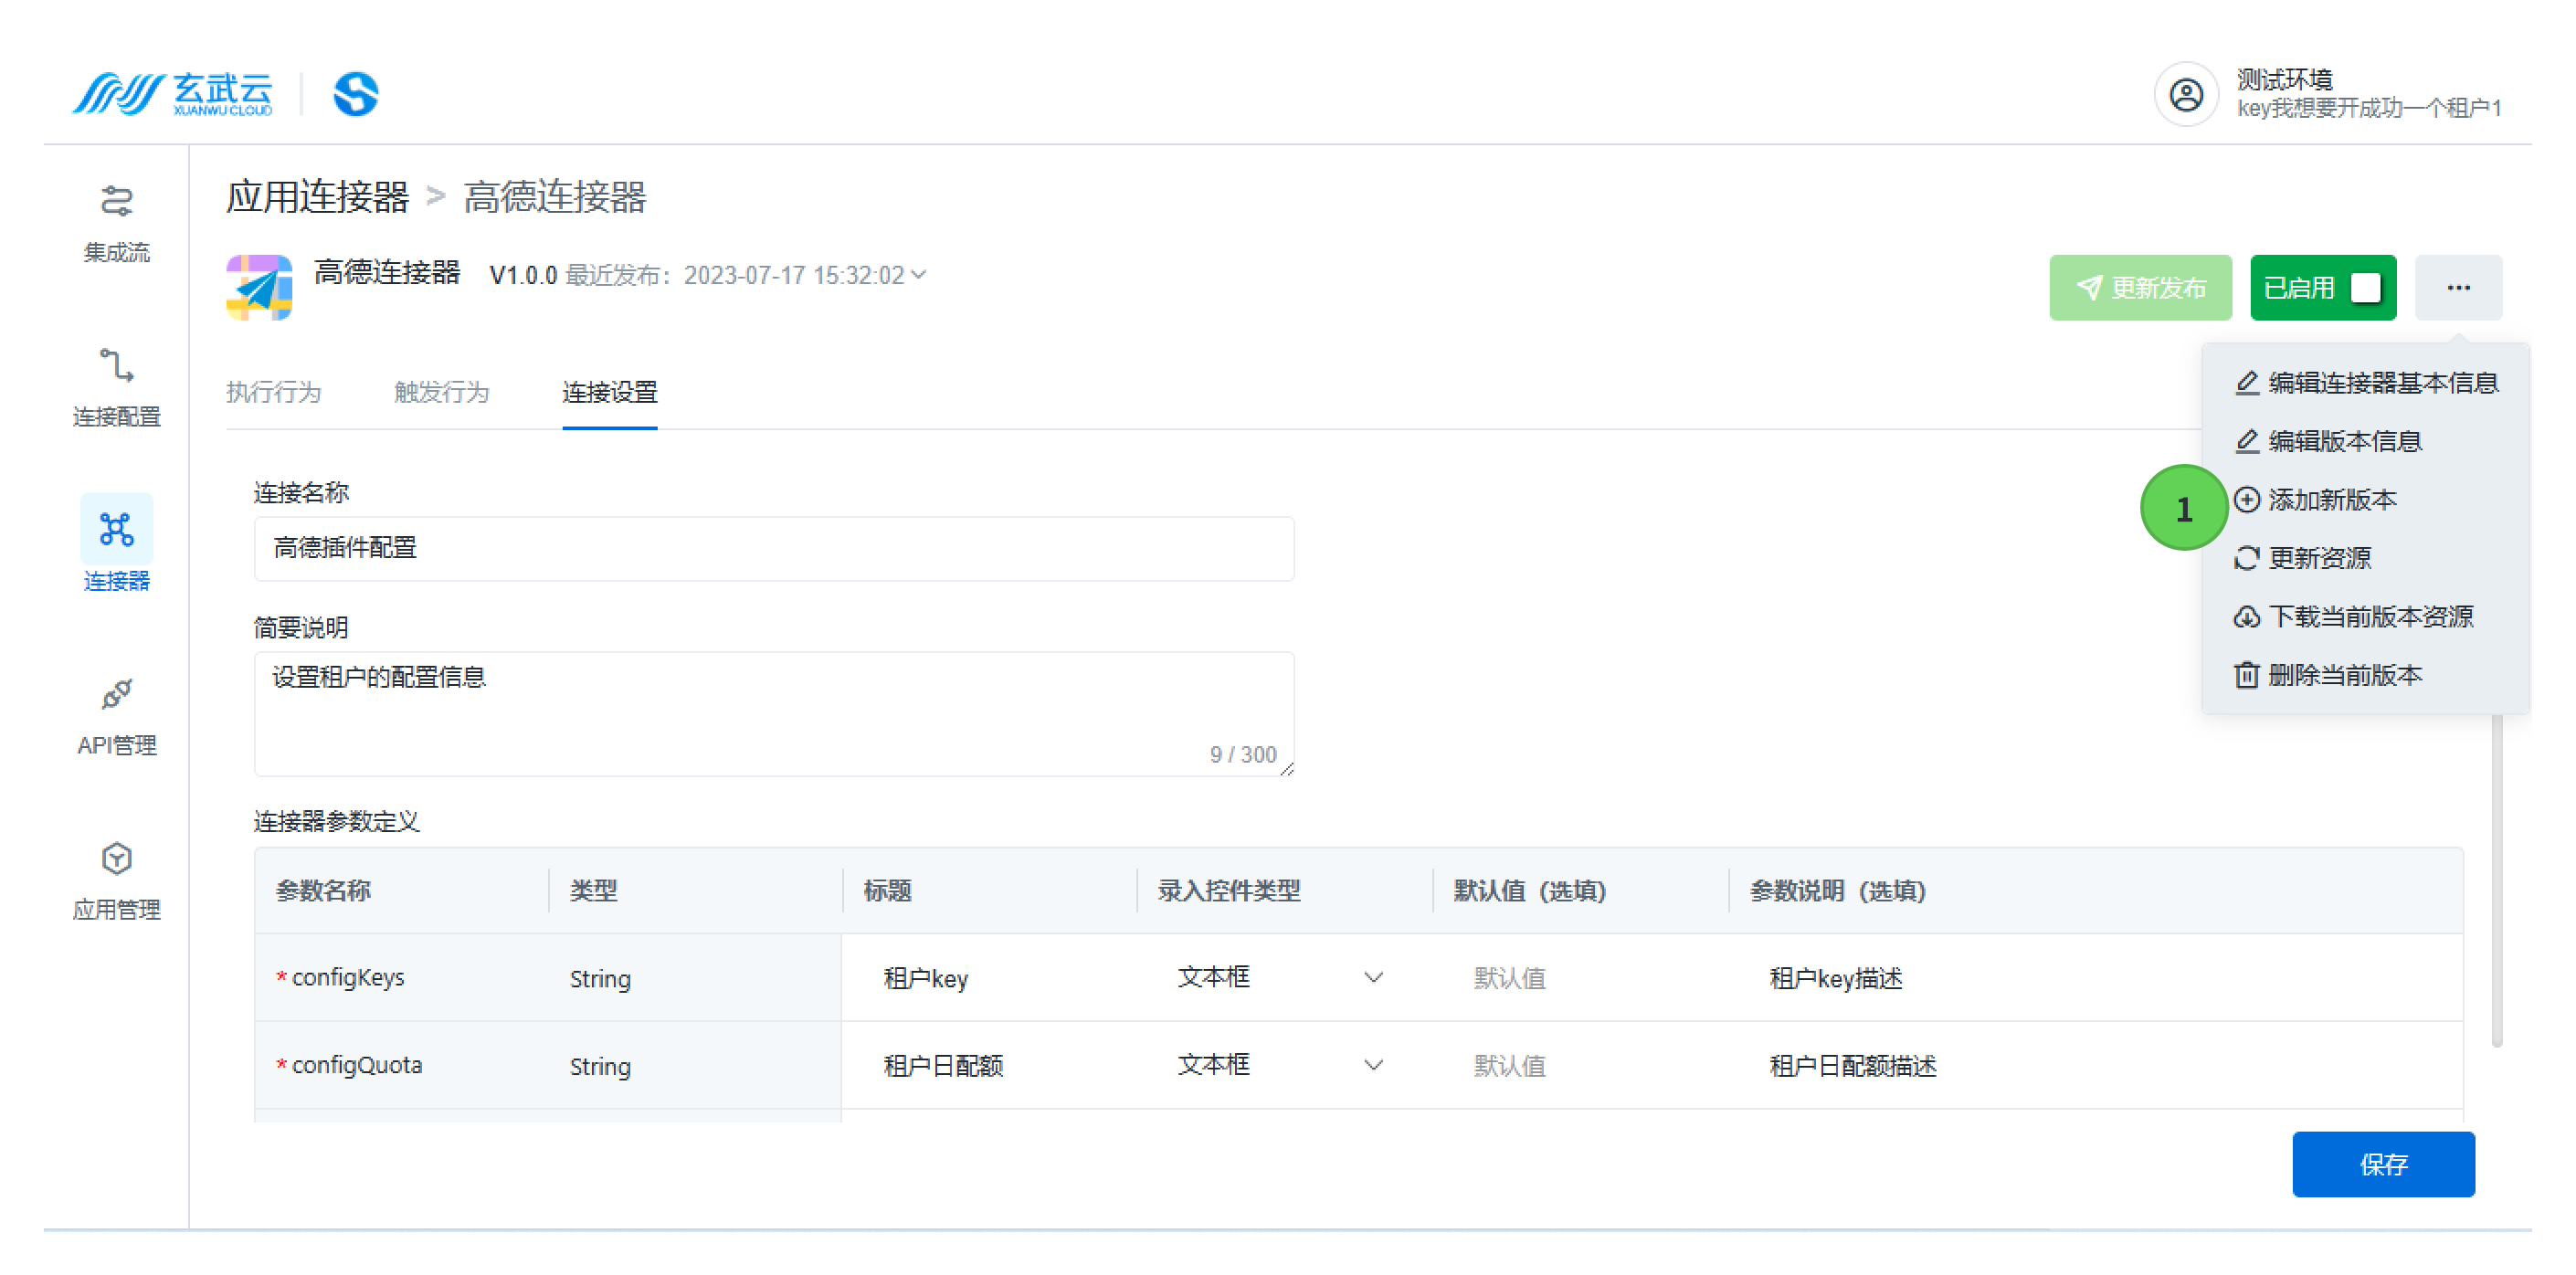 玄武云
XUANWU CLOUD
测试环境
key我想要开成功一个租户1
集成流
连接配置
连接器
API管理
应用管理
应用连接器 > 高德连接器
高德连接器 V1.0.0 最近发布：2023-07-17 15:32:02
更新发布
已启用
...
执行行为 触发行为 连接设置
编辑连接器基本信息
编辑版本信息
1
添加新版本
更新资源
下载当前版本资源
删除当前版本
连接名称
高德插件配置
简要说明
设置租户的配置信息
9 / 300
连接器参数定义
参数名称 类型 标题 录入控件类型 默认值（选填） 参数说明（选填）
* configKeys String 租户key 文本框 默认值 租户key描述
* configQuota String 租户日配额 文本框 默认值 租户日配额描述
保存